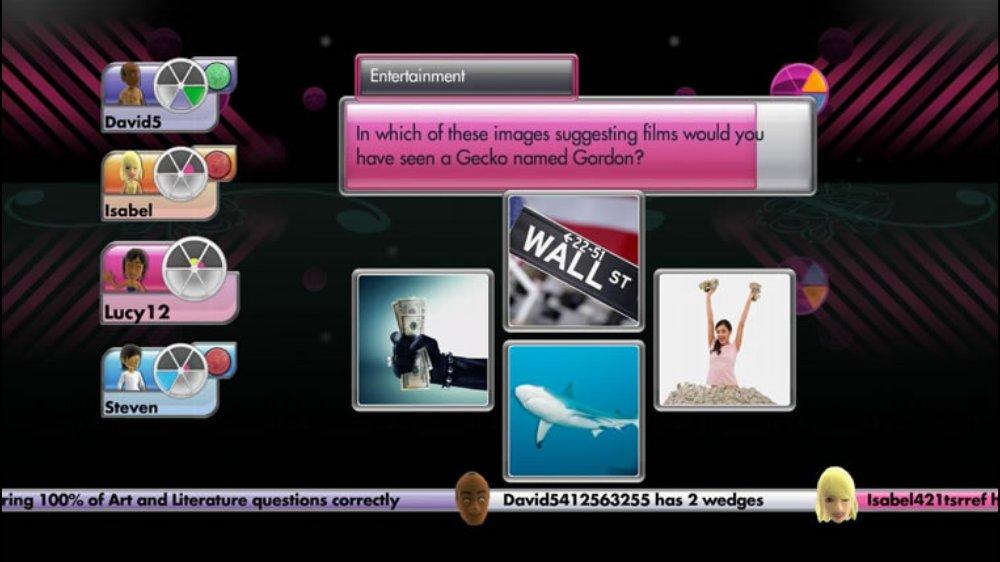 Entertainment
In which of these images suggesting films would you
have seen a Gecko named Gordon?
David5
Isabel
Lucy12
Steven
←22-51
WALL ST
ring 100% of Art and Literature questions correctly
David5412563255 has 2 wedges
Isabel421tsrref h